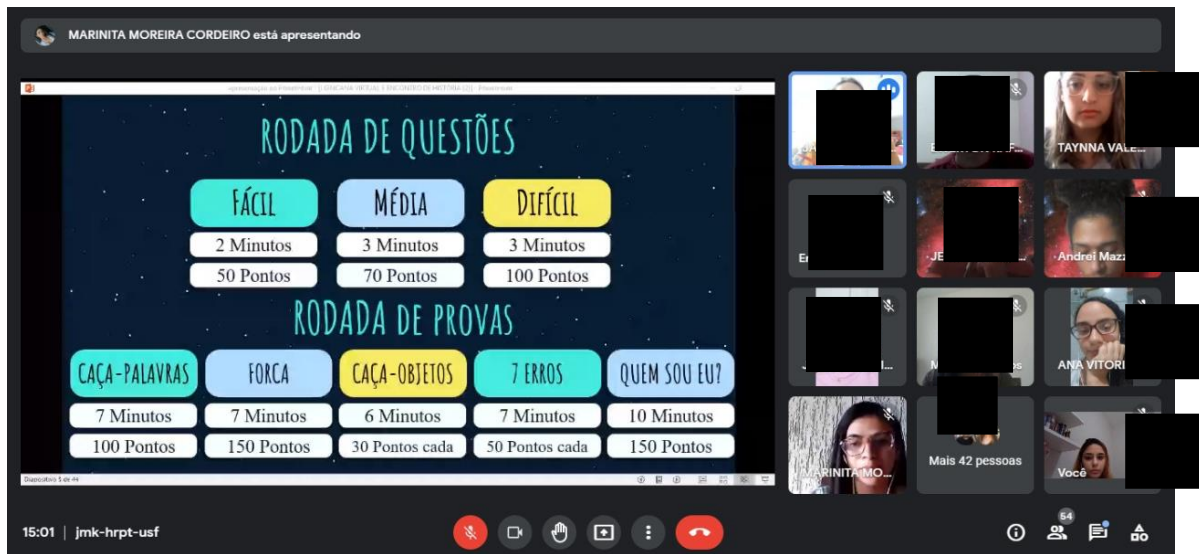 MARINITA MOREIRA CORDEIRO está apresentando
RODADA DE QUESTÕES
FÁCIL MÉDIA DIFÍCIL
2 Minutos 3 Minutos 3 Minutos
50 Pontos 70 Pontos 100 Pontos
RODADA DE PROVAS
CAÇA-PALAVRAS FORCA CAÇA-OBJETOS 7 ERROS QUEM SOU EU?
7 Minutos 7 Minutos 6 Minutos 7 Minutos 10 Minutos
100 Pontos 150 Pontos 30 Pontos cada 50 Pontos cada 150 Pontos
TAYNNA VALE...
Andrei Mazz
ANA VITORI
MARINITA MO...
Mais 42 pessoas
Você
15:01 | jmk-hrpt-usf
54